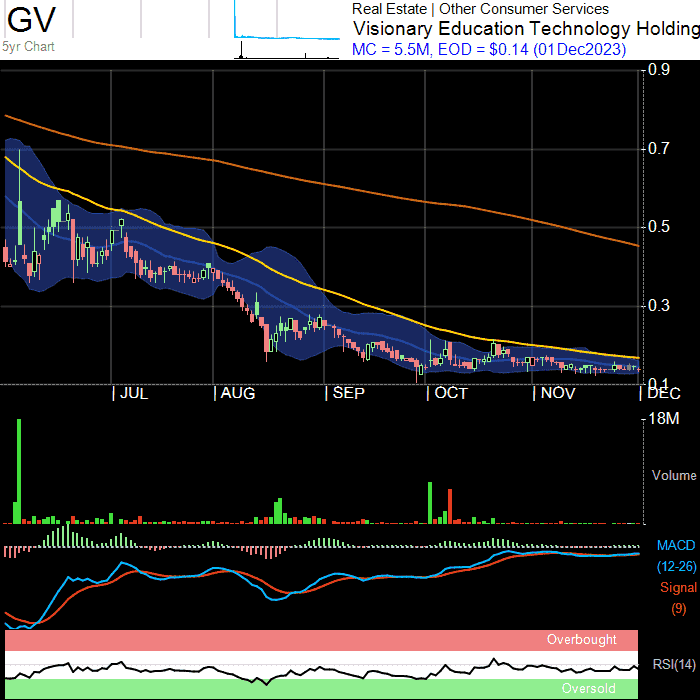 GV
5yr Chart
Real Estate | Other Consumer Services
Visionary Education Technology Holding
MC = 5.5M, EOD = $0.14 (01Dec2023)
0.9
0.7
0.5
0.3
0.1
| JUL | AUG | SEP | OCT | NOV | DEC
18M
Volume
MACD
(12-26)
Signal
(9)
Overbought
RSI(14)
Oversold